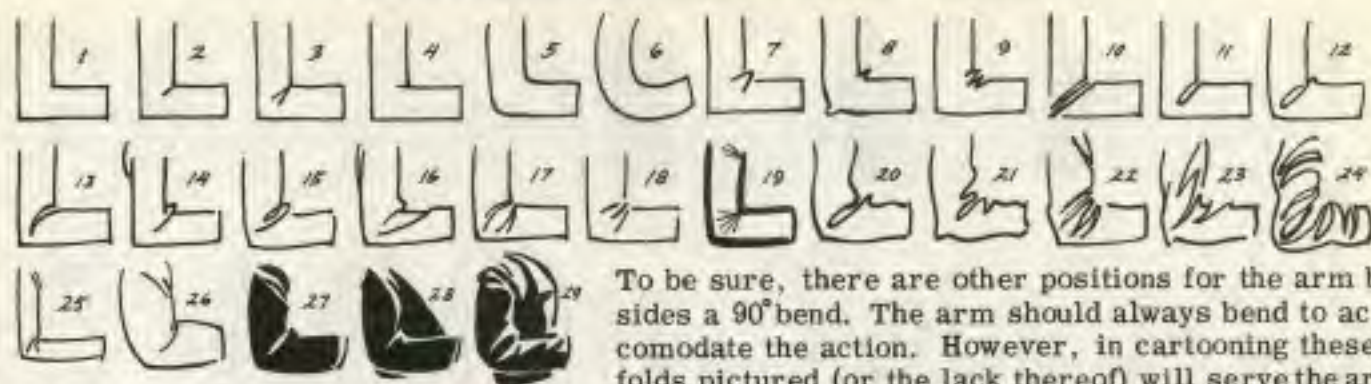 1 2 3 4 5 6 7 8 9 10 11 12
13 14 15 16 17 18 19 20 21 22 23 24
25 26 27 28 29
To be sure, there are other positions for the arm
sides a 90° bend. The arm should always bend to ac
comodate the action. However, in cartooning these
folds pictured (or the lack thereof) will serve the